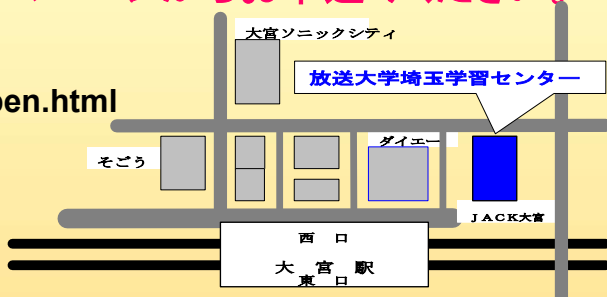 大宮ソニックシティ
放送大学埼玉学習センター
pen.html
そごう
ダイエー
JACK大宮
西 口
大 宮 駅
東 口